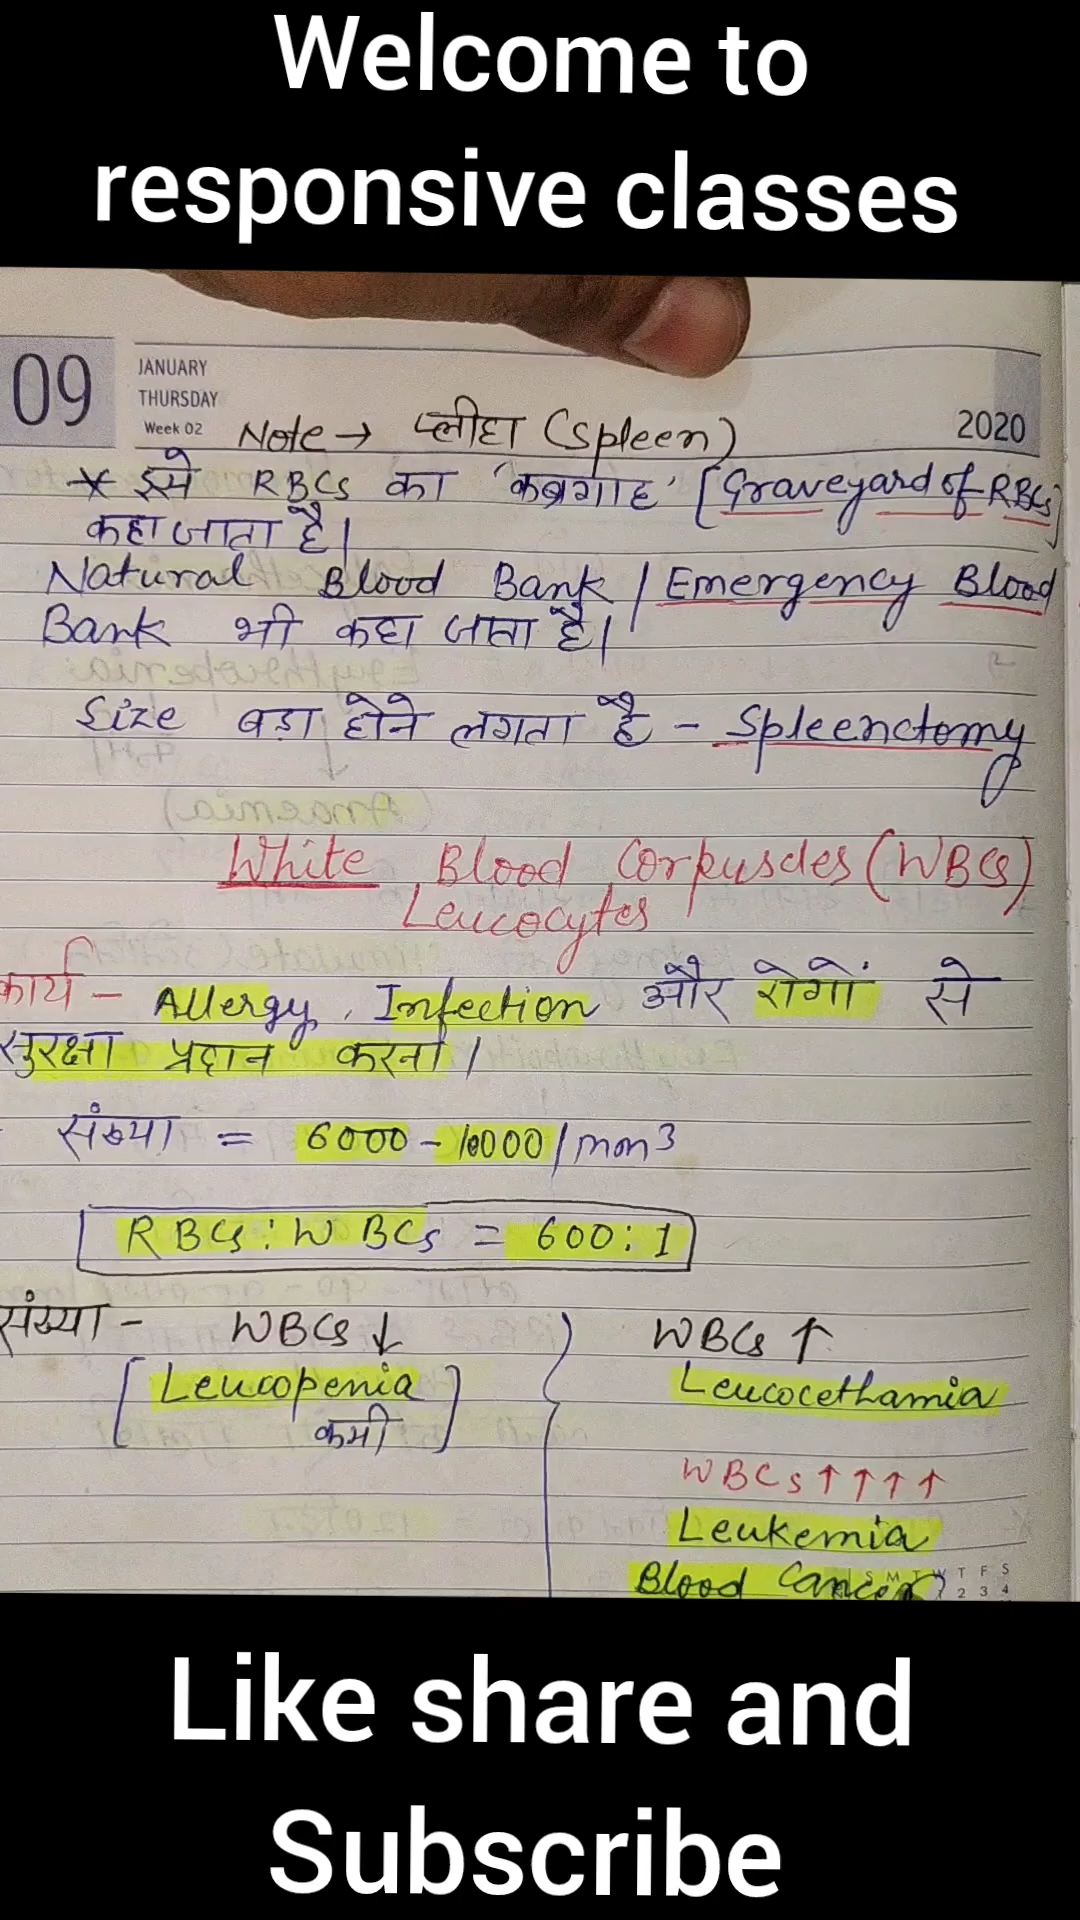 Welcome to
responsive classes
09
JANUARY
THURSDAY
Week 02
2020
Note → प्लीहा (Spleen)
* इसे RBCs का 'कब्रगाह' [Graveyard of RBCs]
कहा जाता है।
Natural Blood Bank / Emergency Blood
Bank भी कहा जाता है।
Size बड़ा होने लगता है - Spleenctomy
White Blood Corpuscles (WBCs)
Leucocytes
कार्य - Allergy, Infection और रोगों से
सुरक्षा प्रदान करना।
संख्या = 6000 - 10000/mm3
RBCs : WBCs = 600 : 1
संख्या - WBCs ↓
[Leucopenia
कमी]
WBCs ↑
Leucocethamia
WBCs ↑ ↑ ↑ ↑
Leukemia
Blood Cancer
S M T W T F S
2 3 4
Like share and
Subscribe